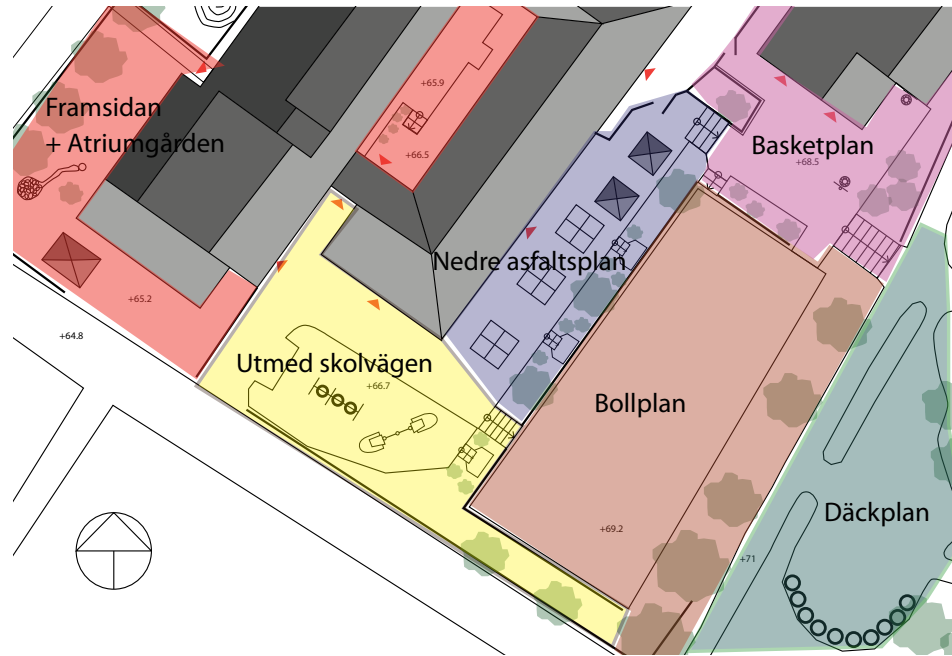 +65.9
Framsidan
+ Atriumgården
+66.5
Basketplan
+68.5
Nedre asfaltsplan
+65.2
+64.8
Utmed skolvägen
+66.7
Bollplan
+69.2
Däckplan
+71